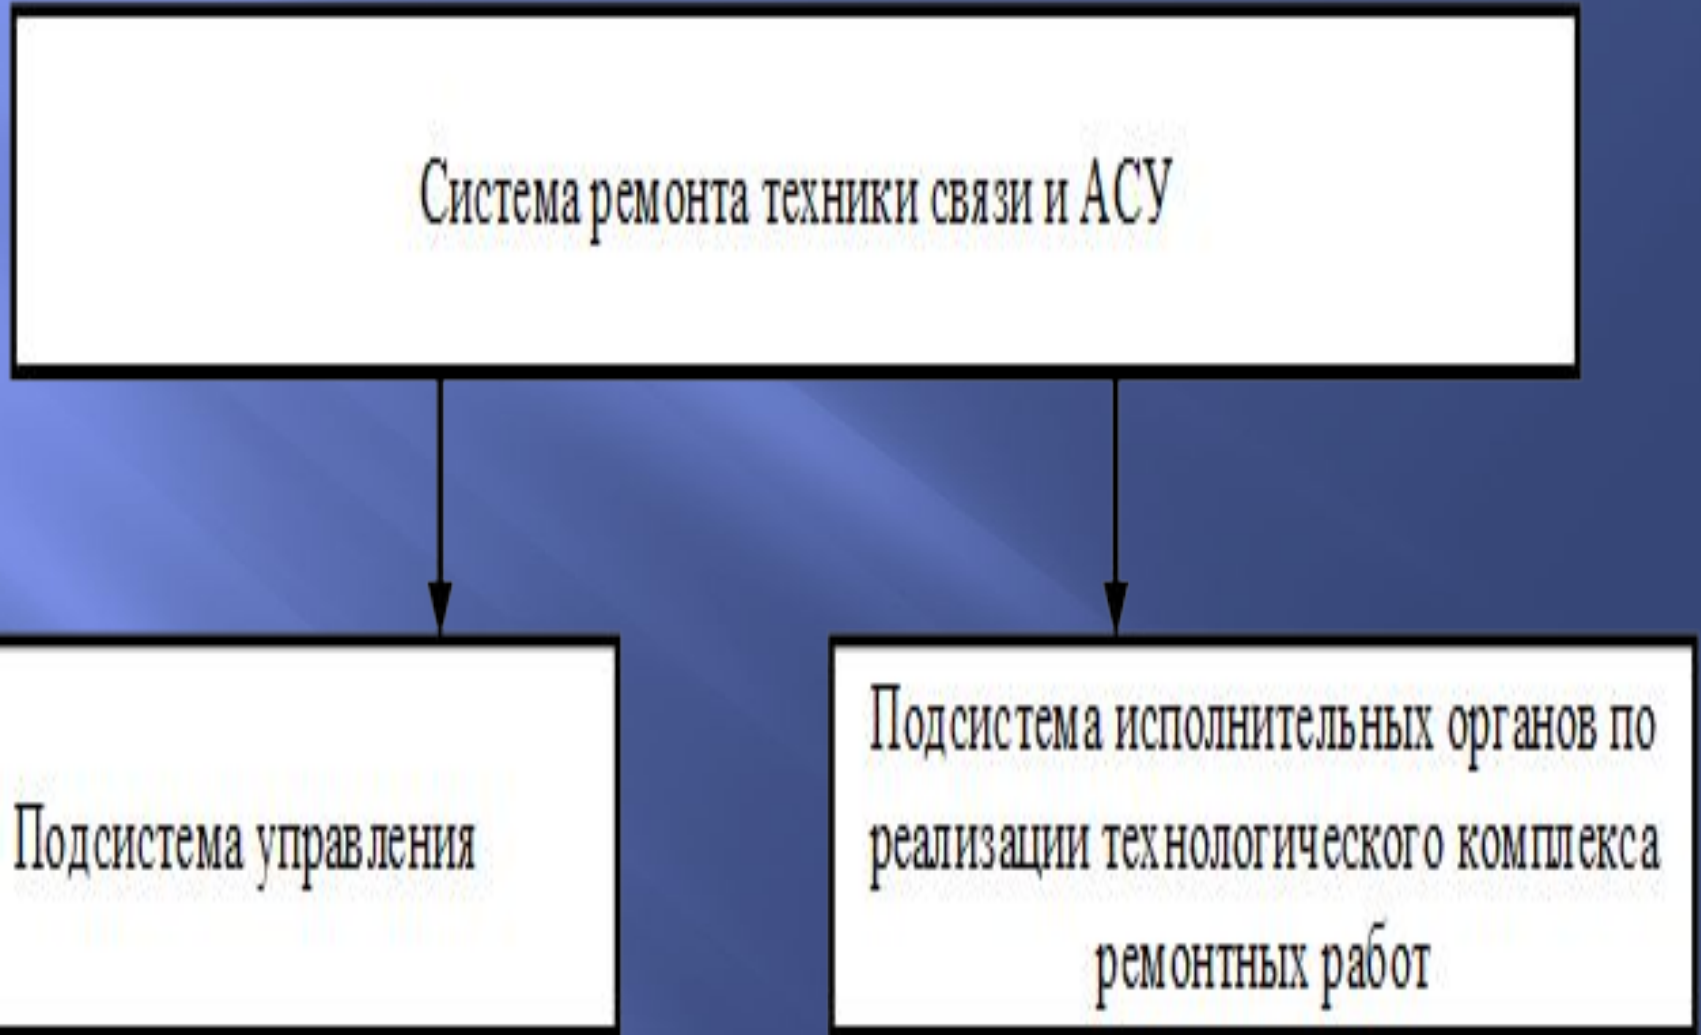 Система ремонта техники связи и АСУ
Подсистема управления
Подсистема исполнительных органов по
реализации технологического комплекса
ремонтных работ